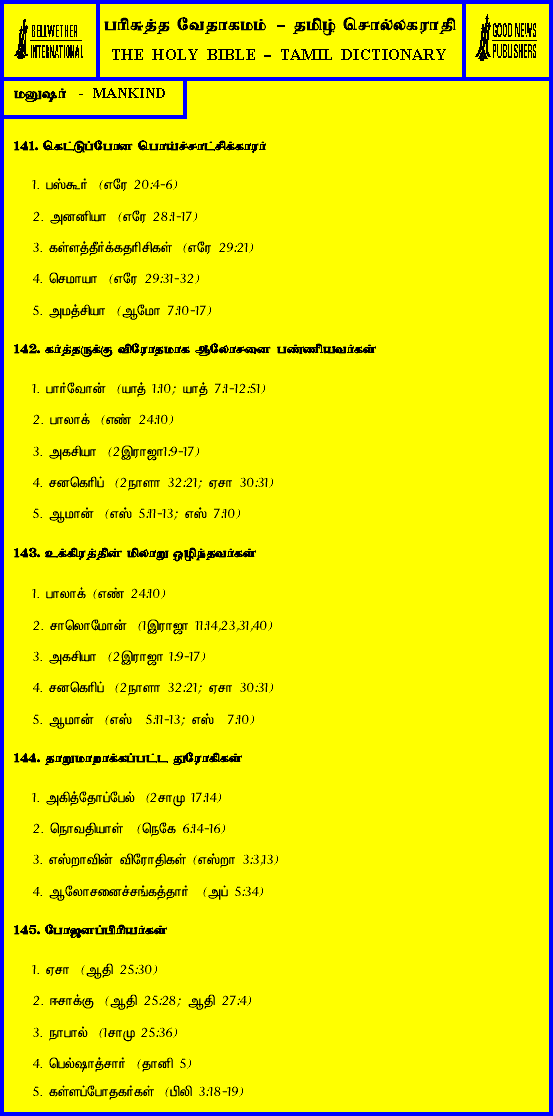 BELLWETHER
INTERNATIONAL
பரிசுத்த வேதாகமம் – தமிழ் சொல்லகராதி
THE HOLY BIBLE – TAMIL DICTIONARY
GOOD NEWS
PUBLISHERS
மனுஷர் - MANKIND
141. கெட்டுப்போன பொய்ச்சாட்சிக்காரர்
1. பஸ்கூர் (எரே 20:4-6)
2. அனனியா (எரே 28:1-17)
3. கள்ளத்தீர்க்கதரிசிகள் (எரே 29:21)
4. செமாயா (எரே 29:31-32)
5. அமத்சியா (ஆமோ 7:10-17)
142. கர்த்தருக்கு விரோதமாக ஆலோசனை பண்ணியவர்கள்
1. பார்வோன் (யாத் 1:10; யாத் 7:1-12:51)
2. பாலாக் (எண் 24:10)
3. அகசியா (2இராஜா1:9-17)
4. சனகெரிப் (2நாளா 32:21; ஏசா 30:31)
5. ஆமான் (எஸ் 5:11-13; எஸ் 7:10)
143. உக்கிரத்தின் மிலாறு ஒழிந்தவர்கள்
1. பாலாக் (எண் 24:10)
2. சாலொமோன் (1இராஜா 11:14,23,31,40)
3. அகசியா (2இராஜா 1:9-17)
4. சனகெரிப் (2நாளா 32:21; ஏசா 30:31)
5. ஆமான் (எஸ் 5:11-13; எஸ் 7:10)
144. தாறுமாறாக்கப்பட்ட துரோகிகள்
1. அகித்தோப்பேல் (2சாமு 17:14)
2. நொவதியாள் (நெகே 6:14-16)
3. எஸ்றாவின் விரோதிகள் (எஸ்றா 3:3,13)
4. ஆலோசனைச்சங்கத்தார் (அப் 5:34)
145. போஜனப்பிரியர்கள்
1. ஏசா (ஆதி 25:30)
2. ஈசாக்கு (ஆதி 25:28; ஆதி 27:4)
3. நாபால் (1சாமு 25:36)
4. பெல்ஷாத்சார் (தானி 5)
5. கள்ளப்போதகர்கள் (பிலி 3:18-19)